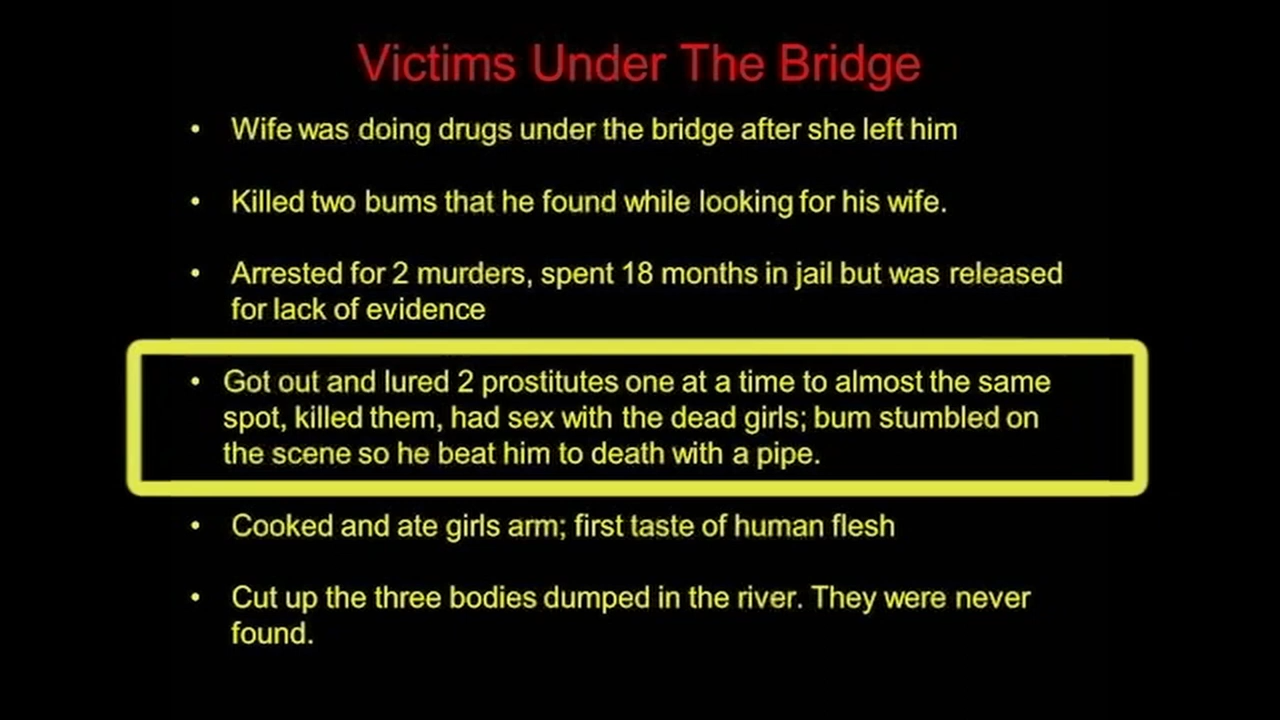 Victims Under The Bridge
• Wife was doing drugs under the bridge after she left him
• Killed two bums that he found while looking for his wife.
• Arrested for 2 murders, spent 18 months in jail but was released
for lack of evidence
• Got out and lured 2 prostitutes one at a time to almost the same
spot, killed them, had sex with the dead girls; bum stumbled on
the scene so he beat him to death with a pipe.
• Cooked and ate girls arm; first taste of human flesh
• Cut up the three bodies dumped in the river. They were never
found.